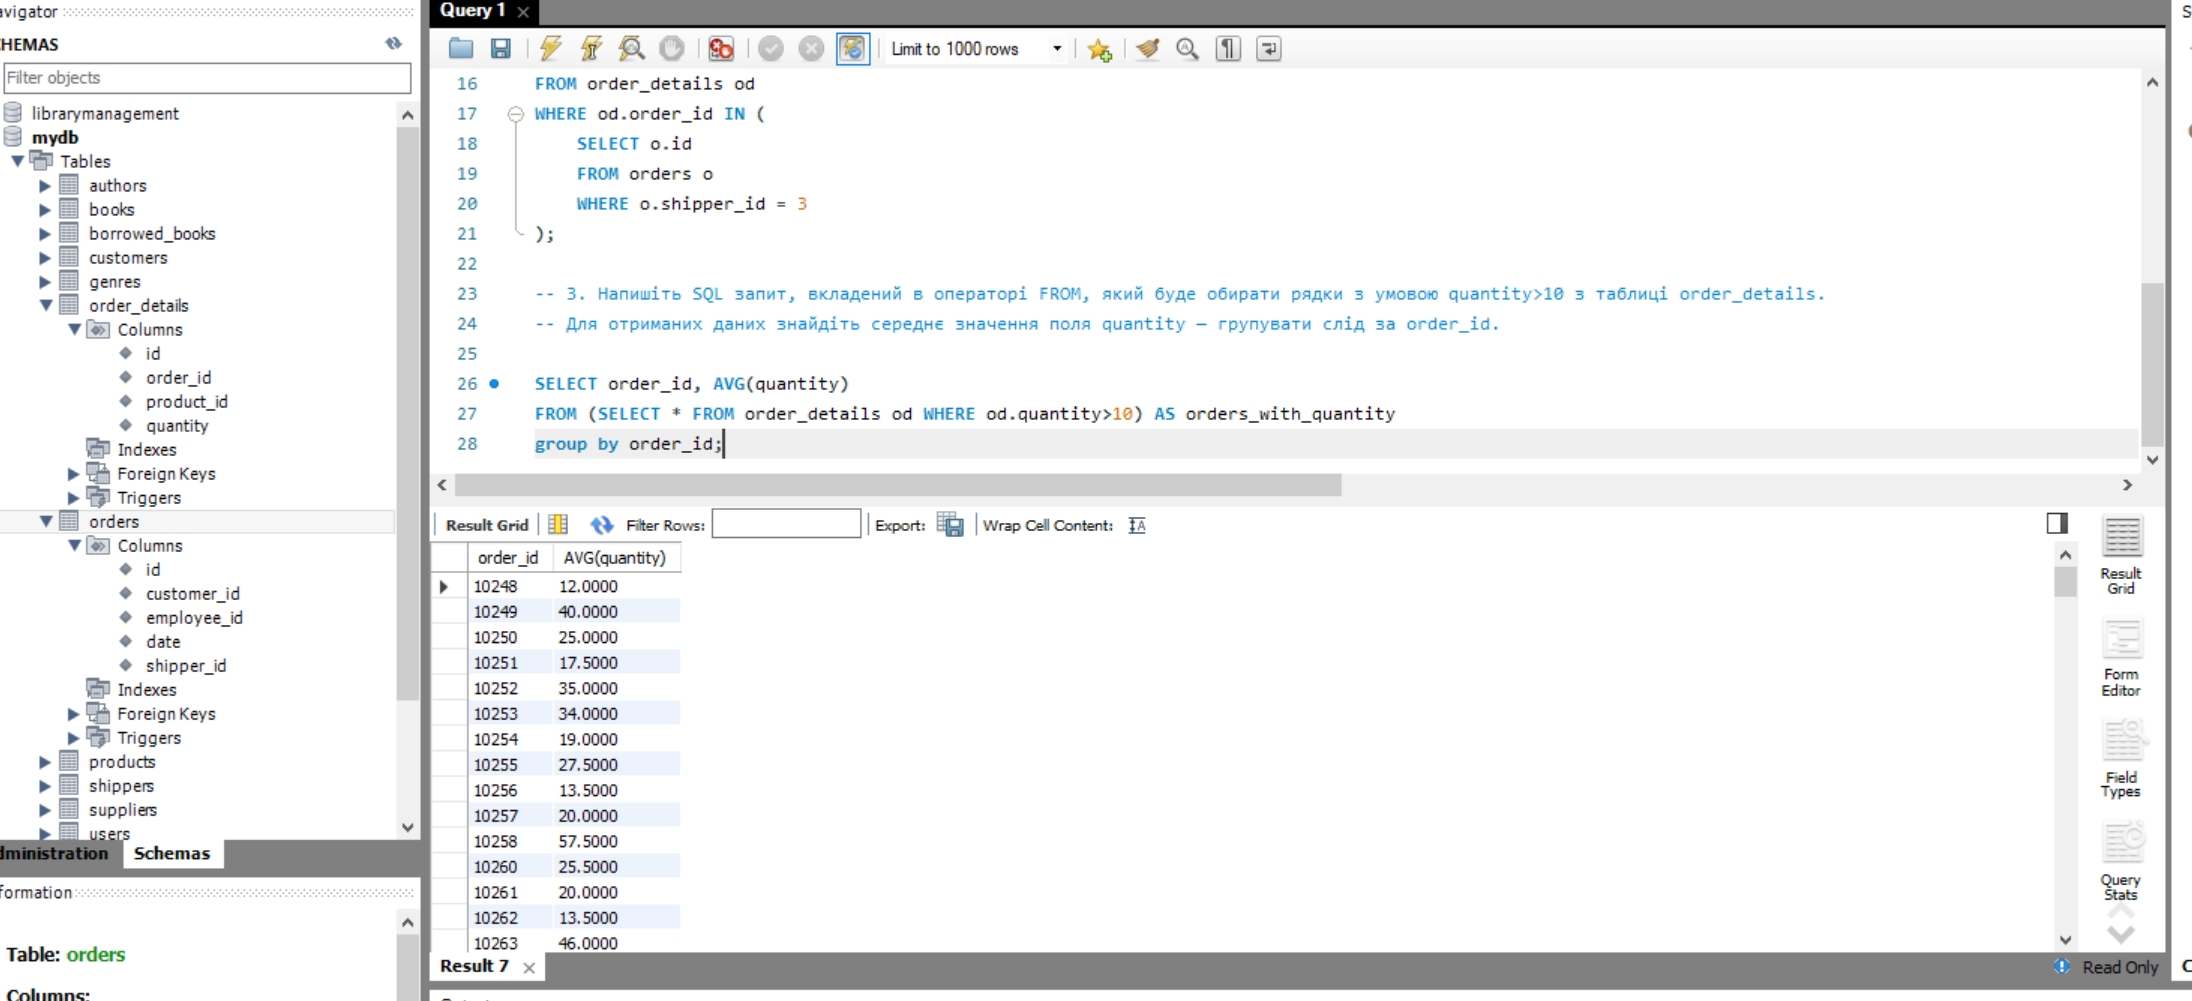 avigator
Query 1
HEMAS
Filter objects
librarymanagement
mydb
Tables
authors
books
borrowed_books
customers
genres
order_details
Columns
id
order_id
product_id
quantity
Indexes
Foreign Keys
Triggers
orders
Columns
id
customer_id
employee_id
date
shipper_id
Indexes
Foreign Keys
Triggers
products
shippers
suppliers
users
dministration Schemas
formation
Table: orders
Columns:
Limit to 1000 rows
16 FROM order_details od
17 WHERE od.order_id IN (
18 SELECT o.id
19 FROM orders o
20 WHERE o.shipper_id = 3
21 );
22
23 -- 3. Напишіть SQL запит, вкладений в операторі FROM, який буде обирати рядки з умовою quantity>10 з таблиці order_details.
24 -- Для отриманих даних знайдіть середнє значення поля quantity — групувати слід за order_id.
25
26 SELECT order_id, AVG(quantity)
27 FROM (SELECT * FROM order_details od WHERE od.quantity>10) AS orders_with_quantity
28 group by order_id;
Result Grid Filter Rows: Export: Wrap Cell Content:
order_id AVG(quantity)
10248 12.0000
10249 40.0000
10250 25.0000
10251 17.5000
10252 35.0000
10253 34.0000
10254 19.0000
10255 27.5000
10256 13.5000
10257 20.0000
10258 57.5000
10260 25.5000
10261 20.0000
10262 13.5000
10263 46.0000
Result
Grid
Form
Editor
Field
Types
Query
Stats
Result 7
Read Only